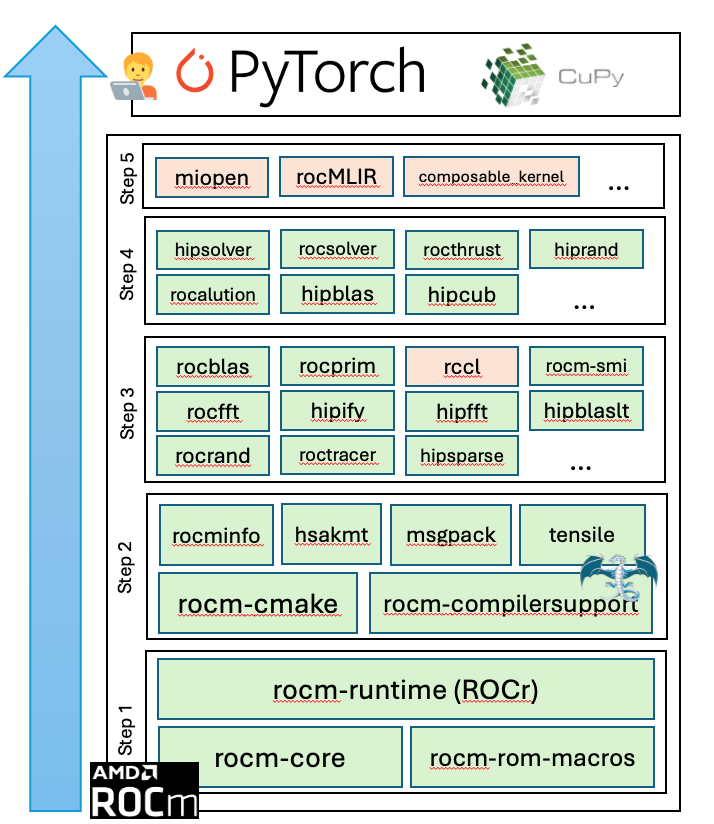 PyTorch
CuPy
Step 5
miopen
rocMLIR
composable_kernel
...
Step 4
hipsolver
rocsolver
rocthrust
hiprand
rocalution
hipblas
hipcub
...
Step 3
rocblas
rocprim
rccl
rocm-smi
rocfft
hipify
hipfft
hipblaslt
rocrand
roctracer
hipsparse
...
Step 2
rocminfo
hsakmt
msgpack
tensile
rocm-cmake
rocm-compilersupport
Step 1
rocm-runtime (ROCr)
rocm-core
rocm-rom-macros
AMD
ROCm